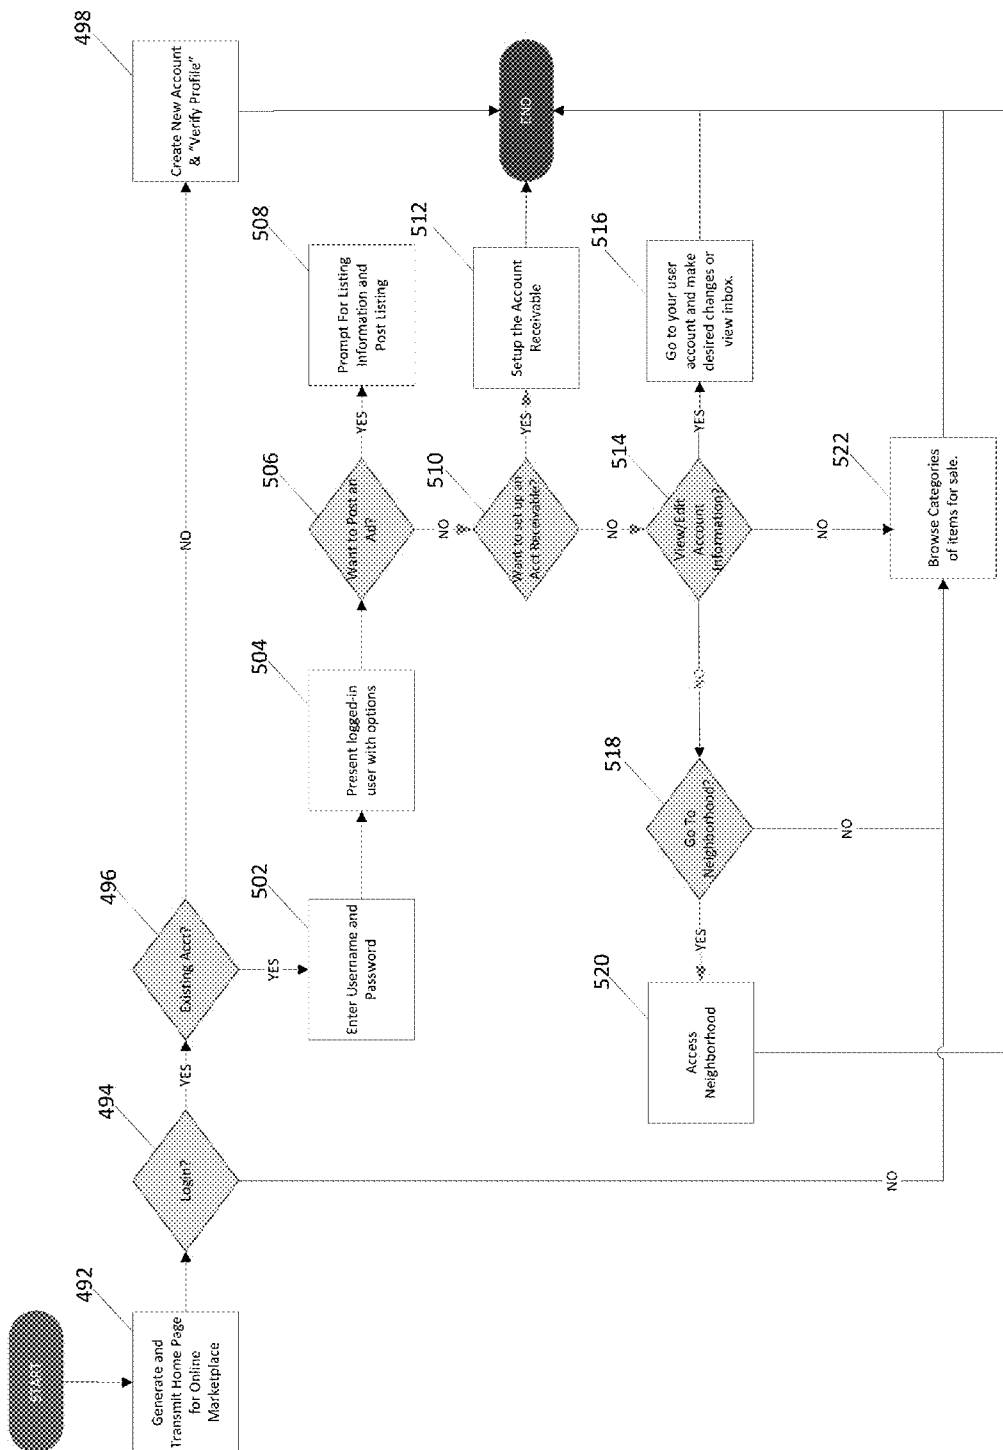 START
492
Generate and
Transmit Home Page
for Online
Marketplace
494
Login?
YES
NO
496
Existing Acct?
NO
YES
498
Create New Account
& "Verify Profile"
502
Enter Username and
Password
504
Present logged-in
user with options
506
Want to Post an
Ad?
YES
NO
508
Prompt For Listing
Information and
Post Listing
510
Want to set up an
Acct Receivable?
YES
NO
512
Setup the Account
Receivable
514
View/Edit
Account
Information?
YES
NO
NO
516
Go to your user
account and make
desired changes or
view inbox.
518
Go To
Neighborhood?
YES
NO
520
Access
Neighborhood
522
Browse Categories
of items for sale.
END